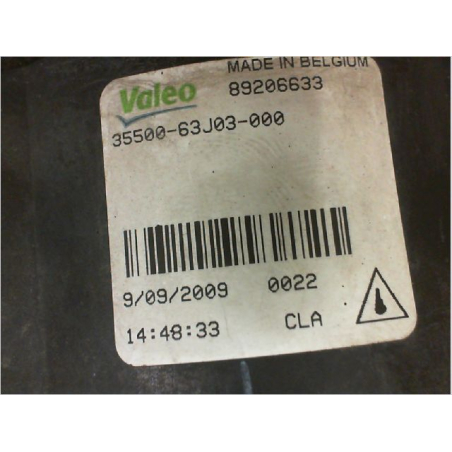 MADE IN BELGIUM
Valeo 89206633
35500-63J03-000
9/09/2009 0022
14:48:33 CLA